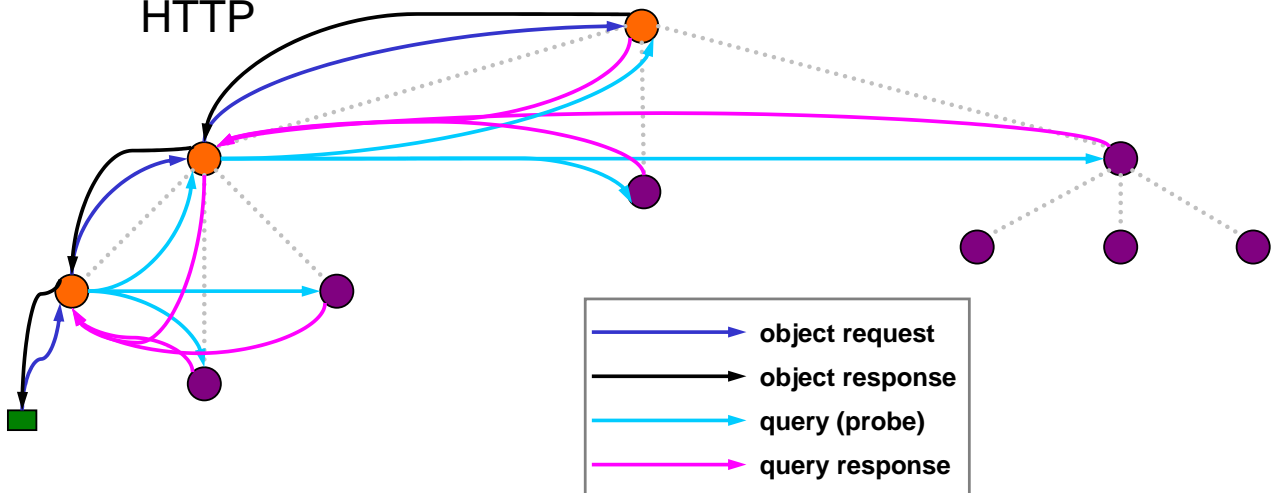 HTTP
object request
object response
query (probe)
query response